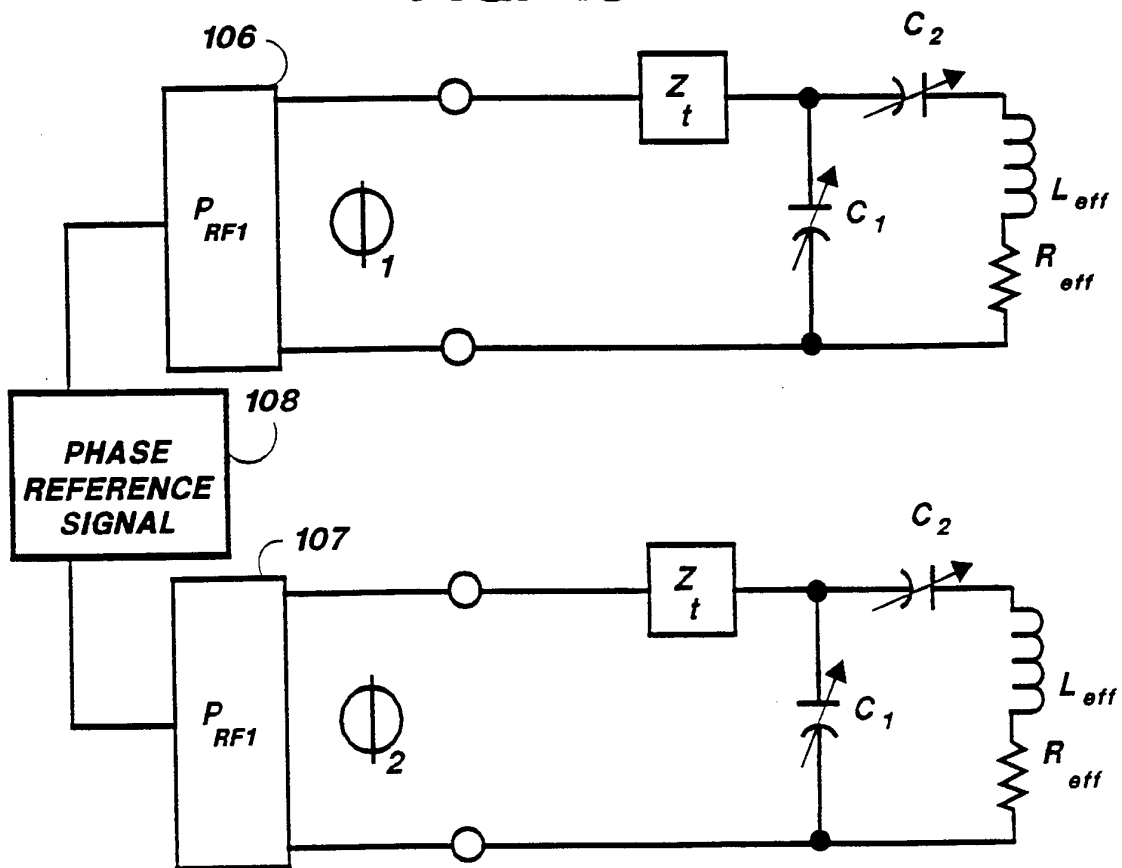 106
C2
Zt
PRF1
Φ1
C1
Leff
Reff
108
PHASE
REFERENCE
SIGNAL
107
C2
Zt
PRF1
Φ2
C1
Leff
Reff